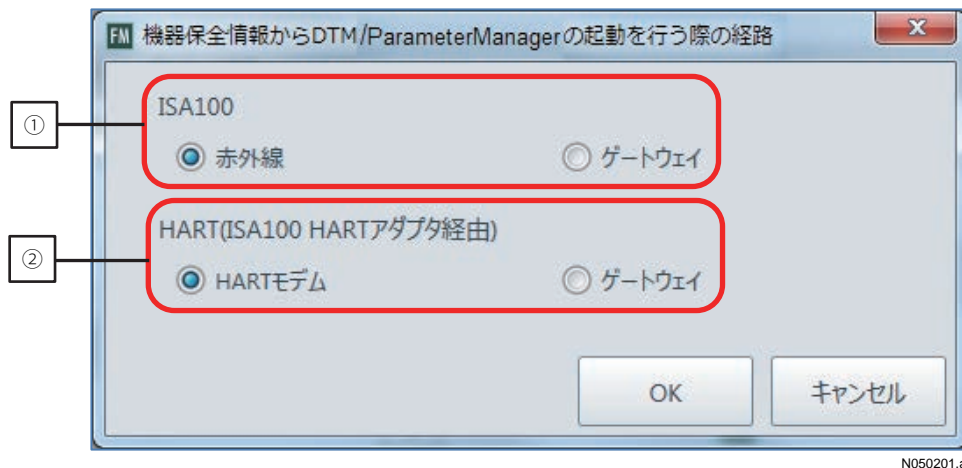 FM 機器保全情報からDTM/ParameterManagerの起動を行う際の経路
x
① ISA100
赤外線 ゲートウェイ
② HART(ISA100 HARTアダプタ経由)
HARTモデム ゲートウェイ
OK キャンセル
N050201.a